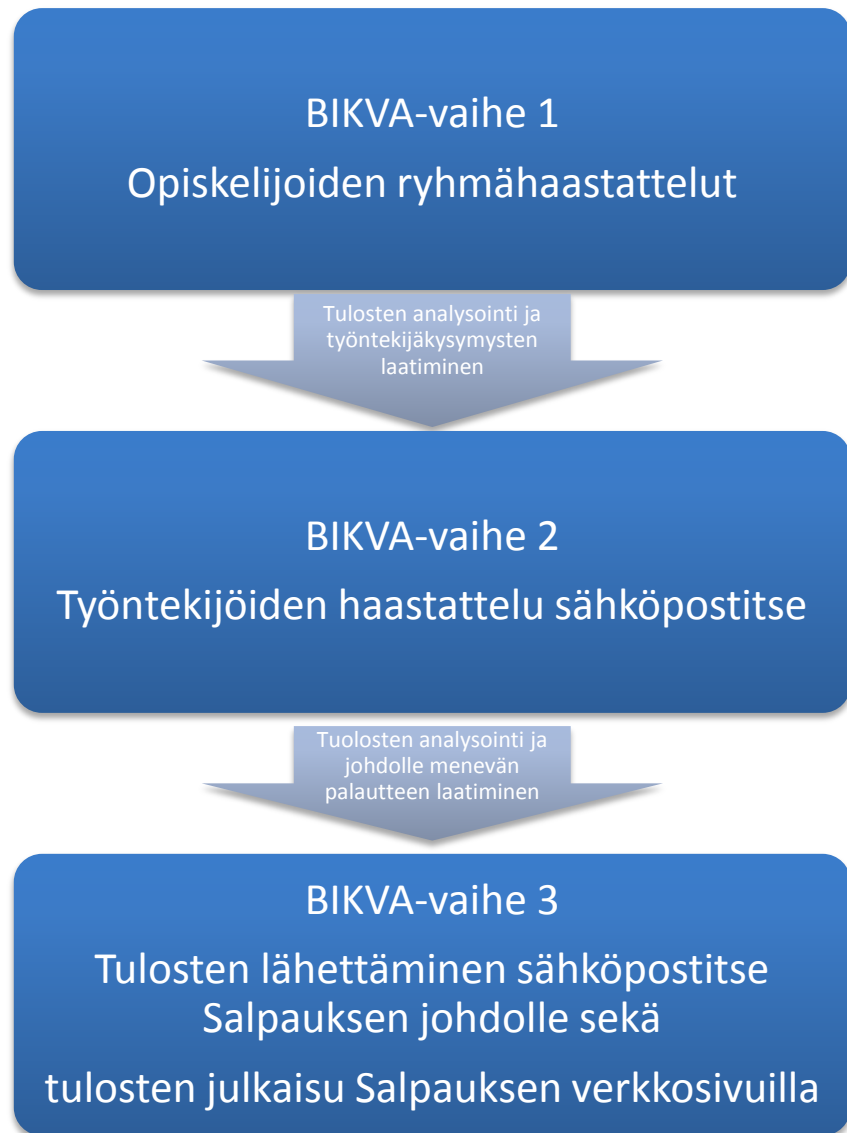 BIKVA-vaihe 1
Opiskelijoiden ryhmähaastattelut
Tulosten analysointi ja
työntekijäkysymysten
laatiminen
BIKVA-vaihe 2
Työntekijöiden haastattelu sähköpostitse
Tuolosten analysointi ja
johdolle menevän
palautteen laatiminen
BIKVA-vaihe 3
Tulosten lähettäminen sähköpostitse
Salpauksen johdolle sekä
tulosten julkaisu Salpauksen verkkosivuilla